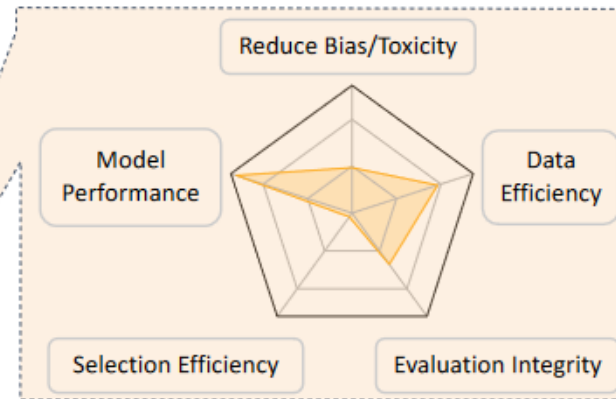 Reduce Bias/Toxicity
Model
Performance
Data
Efficiency
Selection Efficiency
Evaluation Integrity